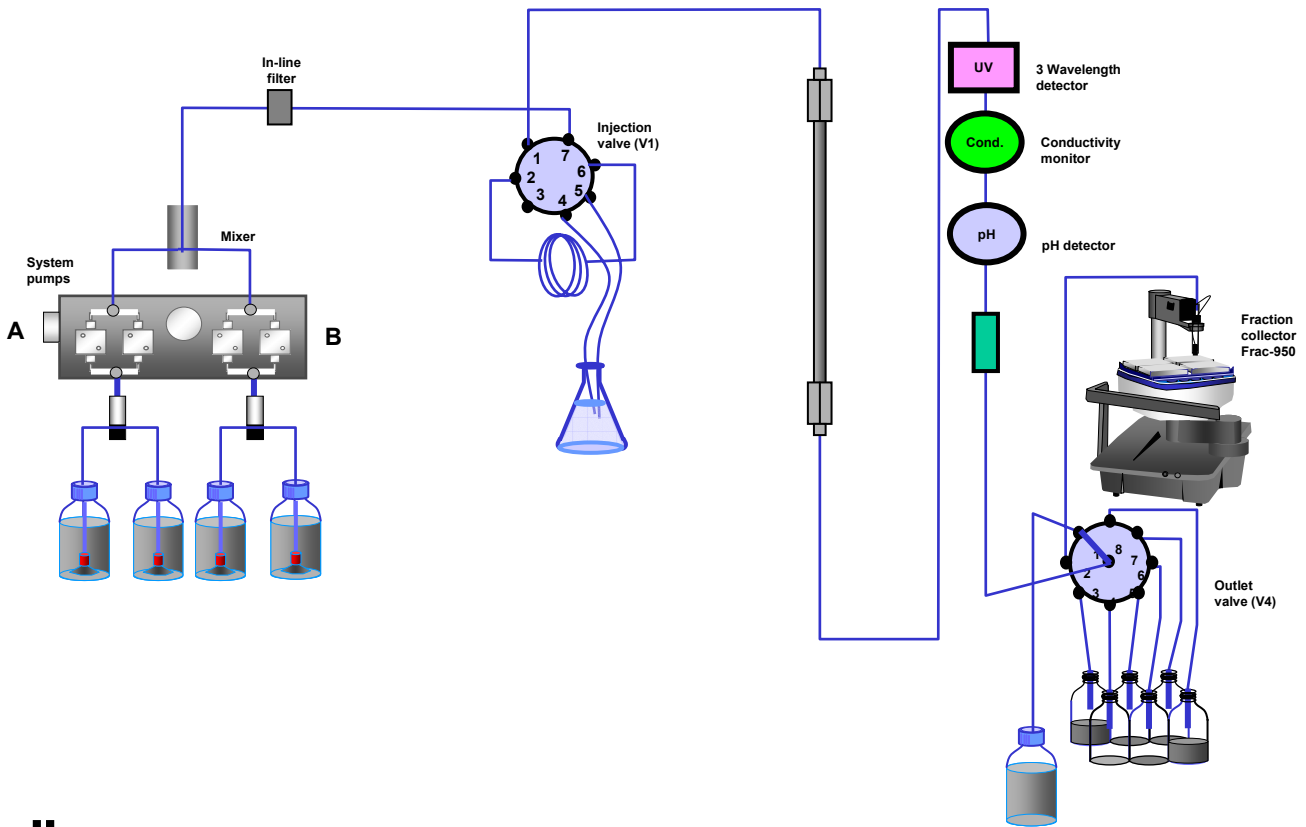 In-line
filter
UV
3 Wavelength
detector
Injection
valve (V1)
Cond.
Conductivity
monitor
1
7
2
6
3
5
4
Mixer
pH
pH detector
System
pumps
A
B
Fraction
collector
Frac-950
1
8
2
7
3
6
4
5
Outlet
valve (V4)